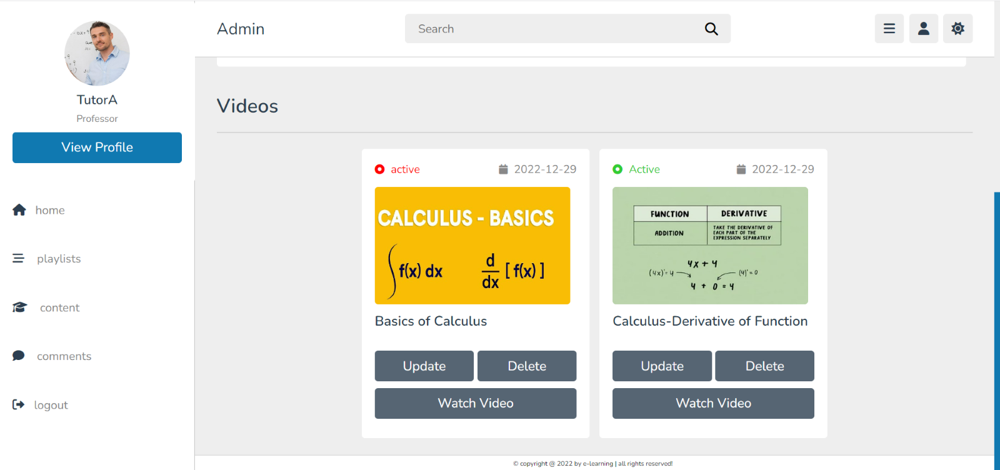 TutorA
Professor
View Profile
home
playlists
content
comments
logout
Admin
Search
Videos
active 2022-12-29
CALCULUS - BASICS
∫ f(x) dx d/dx [ f(x) ]
Basics of Calculus
Update Delete
Watch Video
Active 2022-12-29
FUNCTION DERIVATIVE
ADDITION
TAKE THE DERIVATIVE OF
EACH PART OF THE
EXPRESSION SEPARATELY
4x + 4
(4x)'= 4 (4)'= 0
4 + 0 = 4
Calculus-Derivative of Function
Update Delete
Watch Video
© copyright @ 2022 by e-learning | all rights reserved!